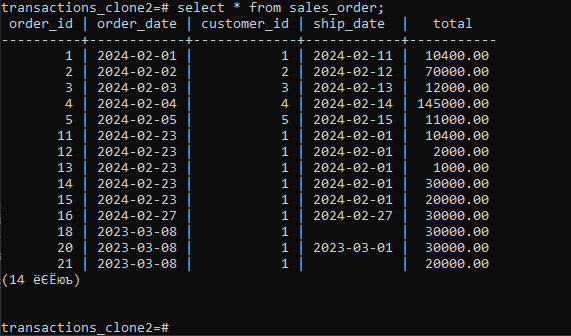 transactions_clone2=# select * from sales_order;
 order_id | order_date | customer_id | ship_date  |   total
----------+------------+-------------+------------+-----------
        1 | 2024-02-01 |           1 | 2024-02-11 |  10400.00
        2 | 2024-02-02 |           2 | 2024-02-12 |  70000.00
        3 | 2024-02-03 |           3 | 2024-02-13 |  12000.00
        4 | 2024-02-04 |           4 | 2024-02-14 | 145000.00
        5 | 2024-02-05 |           5 | 2024-02-15 |  11000.00
       11 | 2024-02-23 |           1 | 2024-02-01 |  10400.00
       12 | 2024-02-23 |           1 | 2024-02-01 |   2000.00
       13 | 2024-02-23 |           1 | 2024-02-01 |   1000.00
       14 | 2024-02-23 |           1 | 2024-02-01 |  30000.00
       15 | 2024-02-23 |           1 | 2024-02-01 |  20000.00
       16 | 2024-02-27 |           1 | 2024-02-27 |  30000.00
       18 | 2023-03-08 |           1 |            |  30000.00
       20 | 2023-03-08 |           1 | 2023-03-01 |  30000.00
       21 | 2023-03-08 |           1 |            |  20000.00
(14 ёЄЁюъ)
transactions_clone2=#